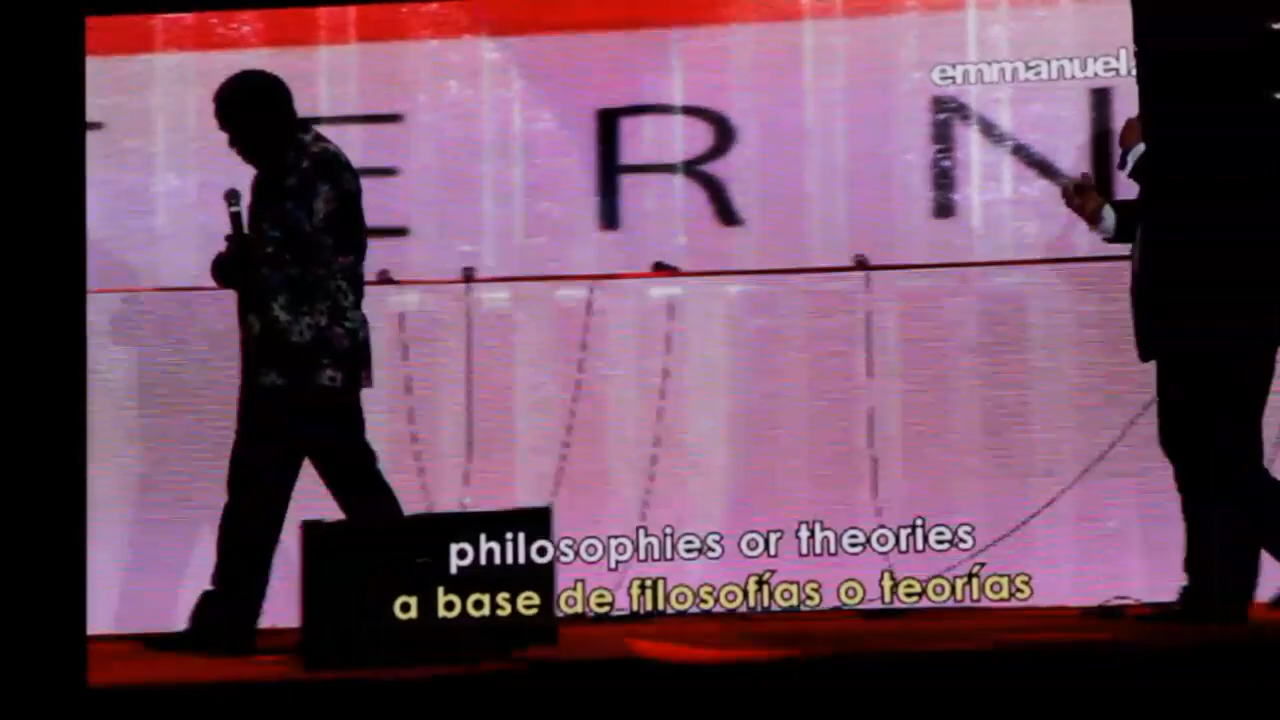 emmanuel.
E R N
philosophies or theories
a base de filosofías o teorías